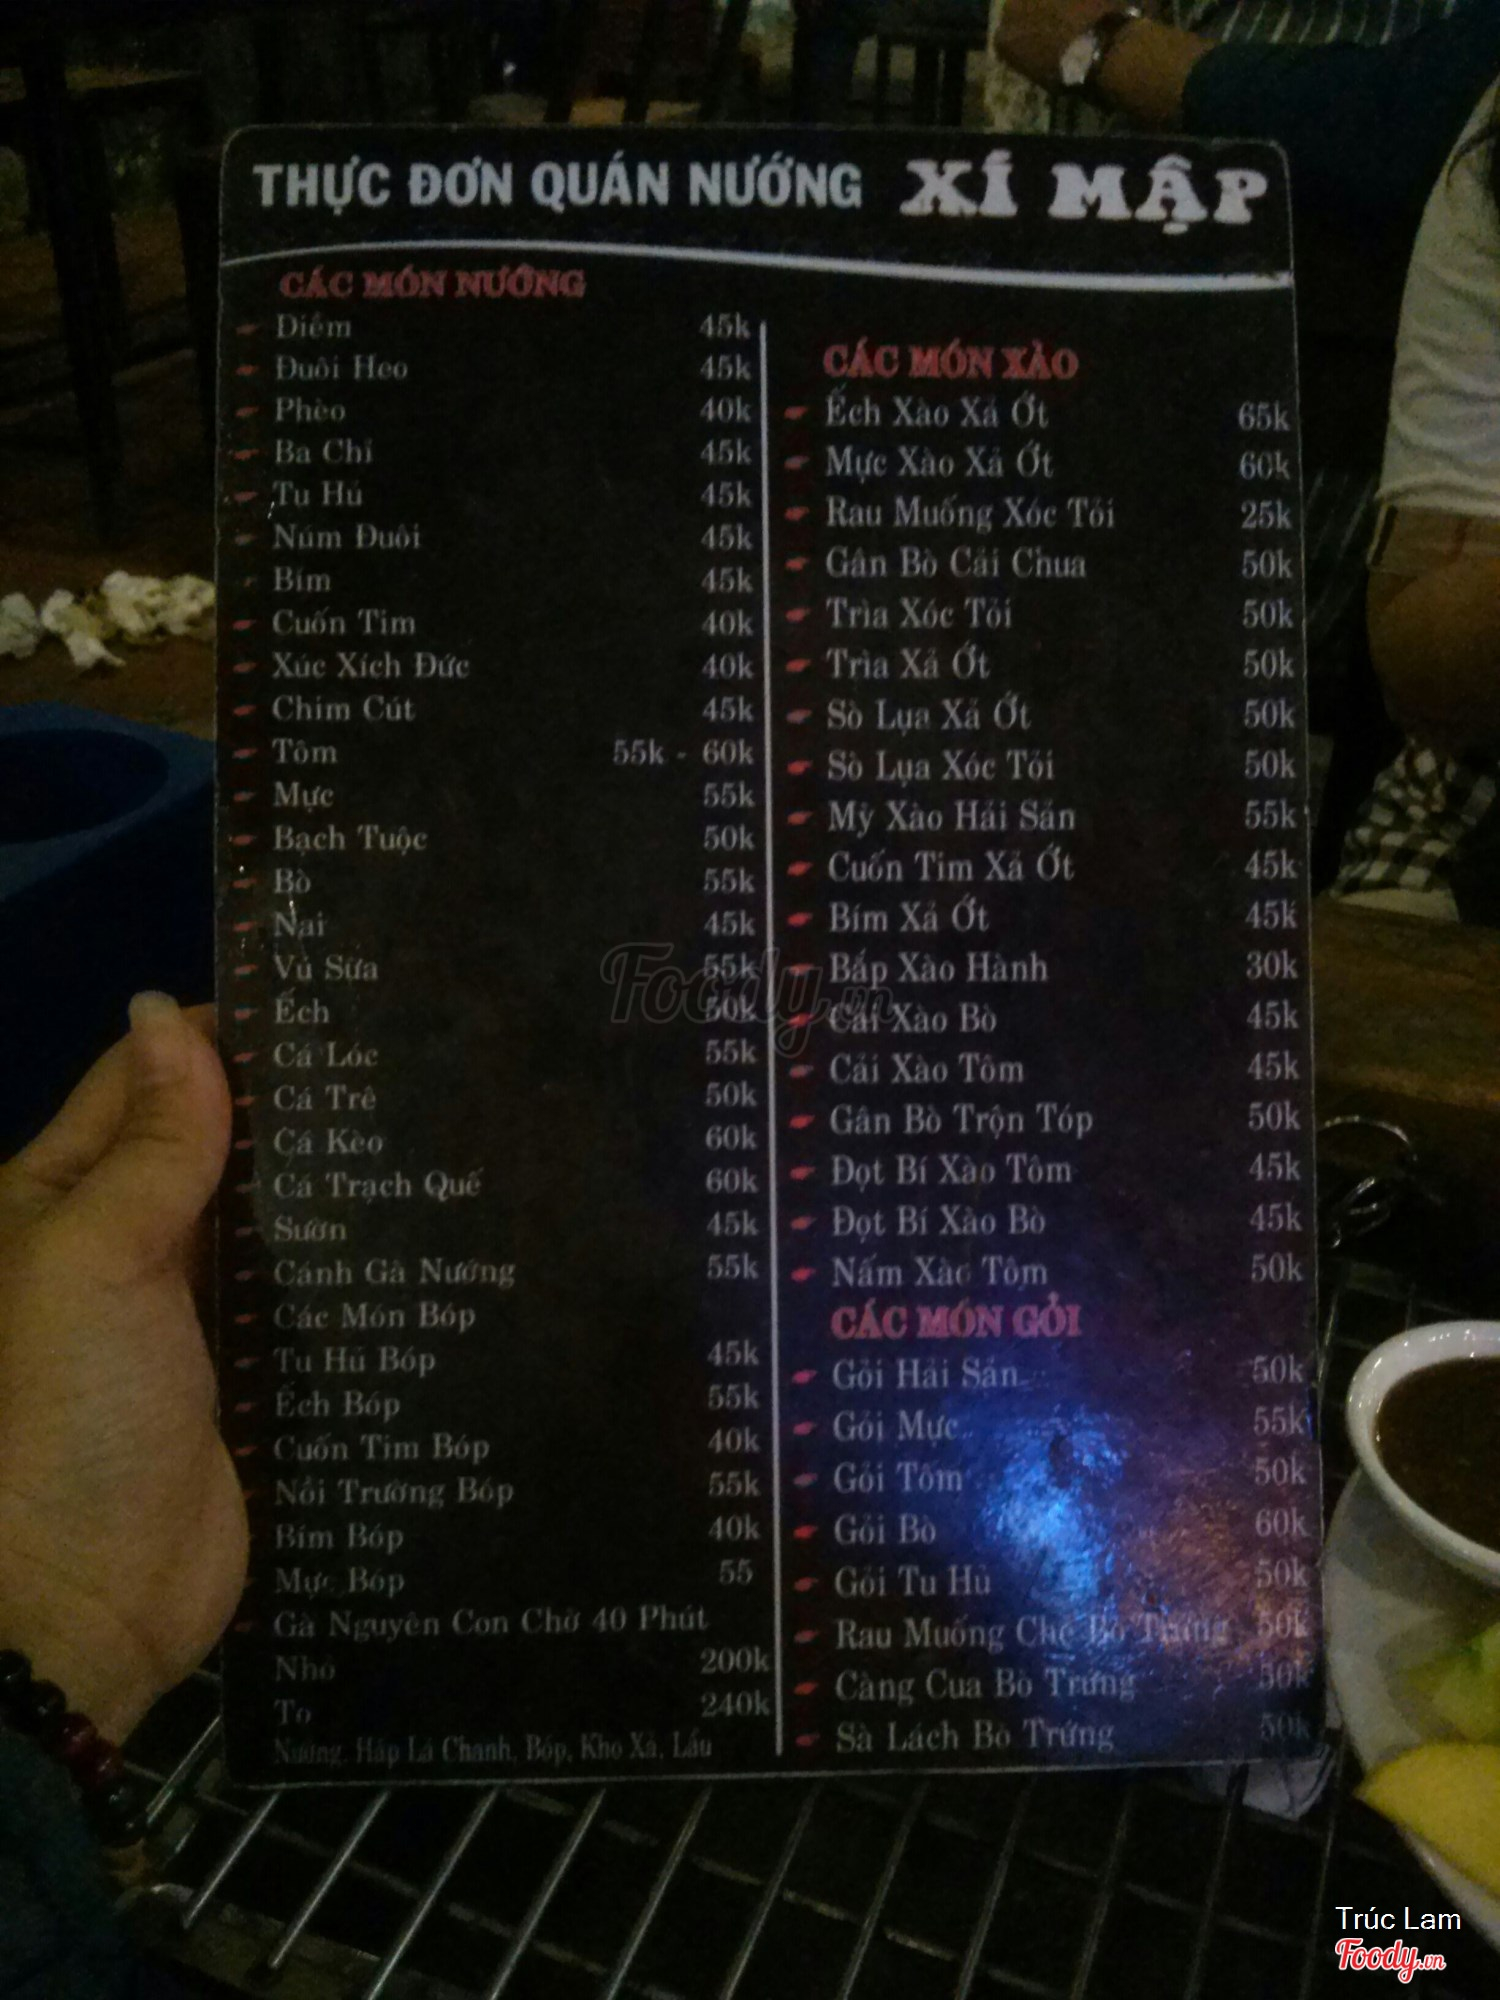 THỰC ĐƠN QUÁN NƯỚNG XÍ MẬP
CÁC MÓN NƯỚNG
Diềm 45k
Đuôi Heo 45k
Phèo 40k
Ba Chỉ 45k
Tu Hủ 45k
Núm Đuôi 45k
Bím 45k
Cuốn Tim 40k
Xúc Xích Đức 40k
Chim Cút 45k
Tôm 55k - 60k
Mực 55k
Bạch Tuộc 50k
Bò 55k
Nai 45k
Vú Sữa 55k
Ếch 50k
Cá Lóc 55k
Cá Trê 50k
Cá Kèo 60k
Cá Trạch Quế 60k
Sườn 45k
Cánh Gà Nướng 55k
Các Món Bóp
Tu Hủ Bóp 45k
Ếch Bóp 55k
Cuốn Tim Bóp 40k
Nồi Trường Bóp 55k
Bím Bóp 40k
Mực Bóp 55
Gà Nguyên Con Chờ 40 Phút
Nhỏ 200k
To 240k
Nướng, Hấp Lá Chanh, Bóp, Kho Xả, Lẩu
CÁC MÓN XÀO
Ếch Xào Xả Ớt 65k
Mực Xào Xả Ớt 60k
Rau Muống Xóc Tỏi 25k
Gân Bò Cải Chua 50k
Trìa Xóc Tỏi 50k
Trìa Xả Ớt 50k
Sò Lụa Xả Ớt 50k
Sò Lụa Xóc Tỏi 50k
Mỳ Xào Hải Sản 55k
Cuốn Tim Xả Ớt 45k
Bím Xả Ớt 45k
Bắp Xào Hành 30k
Cải Xào Bò 45k
Cải Xào Tôm 45k
Gân Bò Trộn Tóp 50k
Đọt Bí Xào Tôm 45k
Đọt Bí Xào Bò 45k
Nấm Xào Tôm 50k
CÁC MÓN GỎI
Gỏi Hải Sản 50k
Gỏi Mực 55k
Gỏi Tôm 50k
Gỏi Bò 60k
Gỏi Tu Hủ 50k
Rau Muống Chẻ Bò Trứng 50k
Càng Cua Bò Trứng 50k
Sà Lách Bò Trứng 50k
Foody.vn
Trúc Lam
Foody.vn